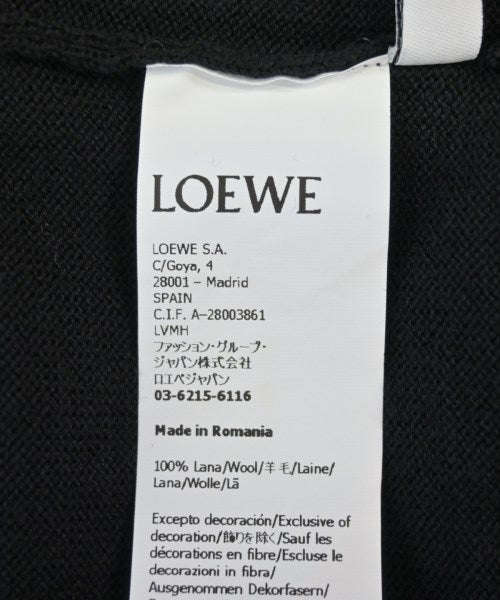 LOEWE
LOEWE S.A.
C/Goya, 4
28001 – Madrid
SPAIN
C.I.F. A–28003861
LVMH
ファッション・グループ・
ジャパン株式会社
ロエベジャパン
03-6215-6116
Made in Romania
100% Lana/Wool/羊毛/Laine/
Lana/Wolle/Lã
Excepto decoración/Exclusive of
decoration/飾りを除く/Sauf les
décorations en fibre/Escluse le
decorazioni in fibra/
Ausgenommen Dekorfasern/